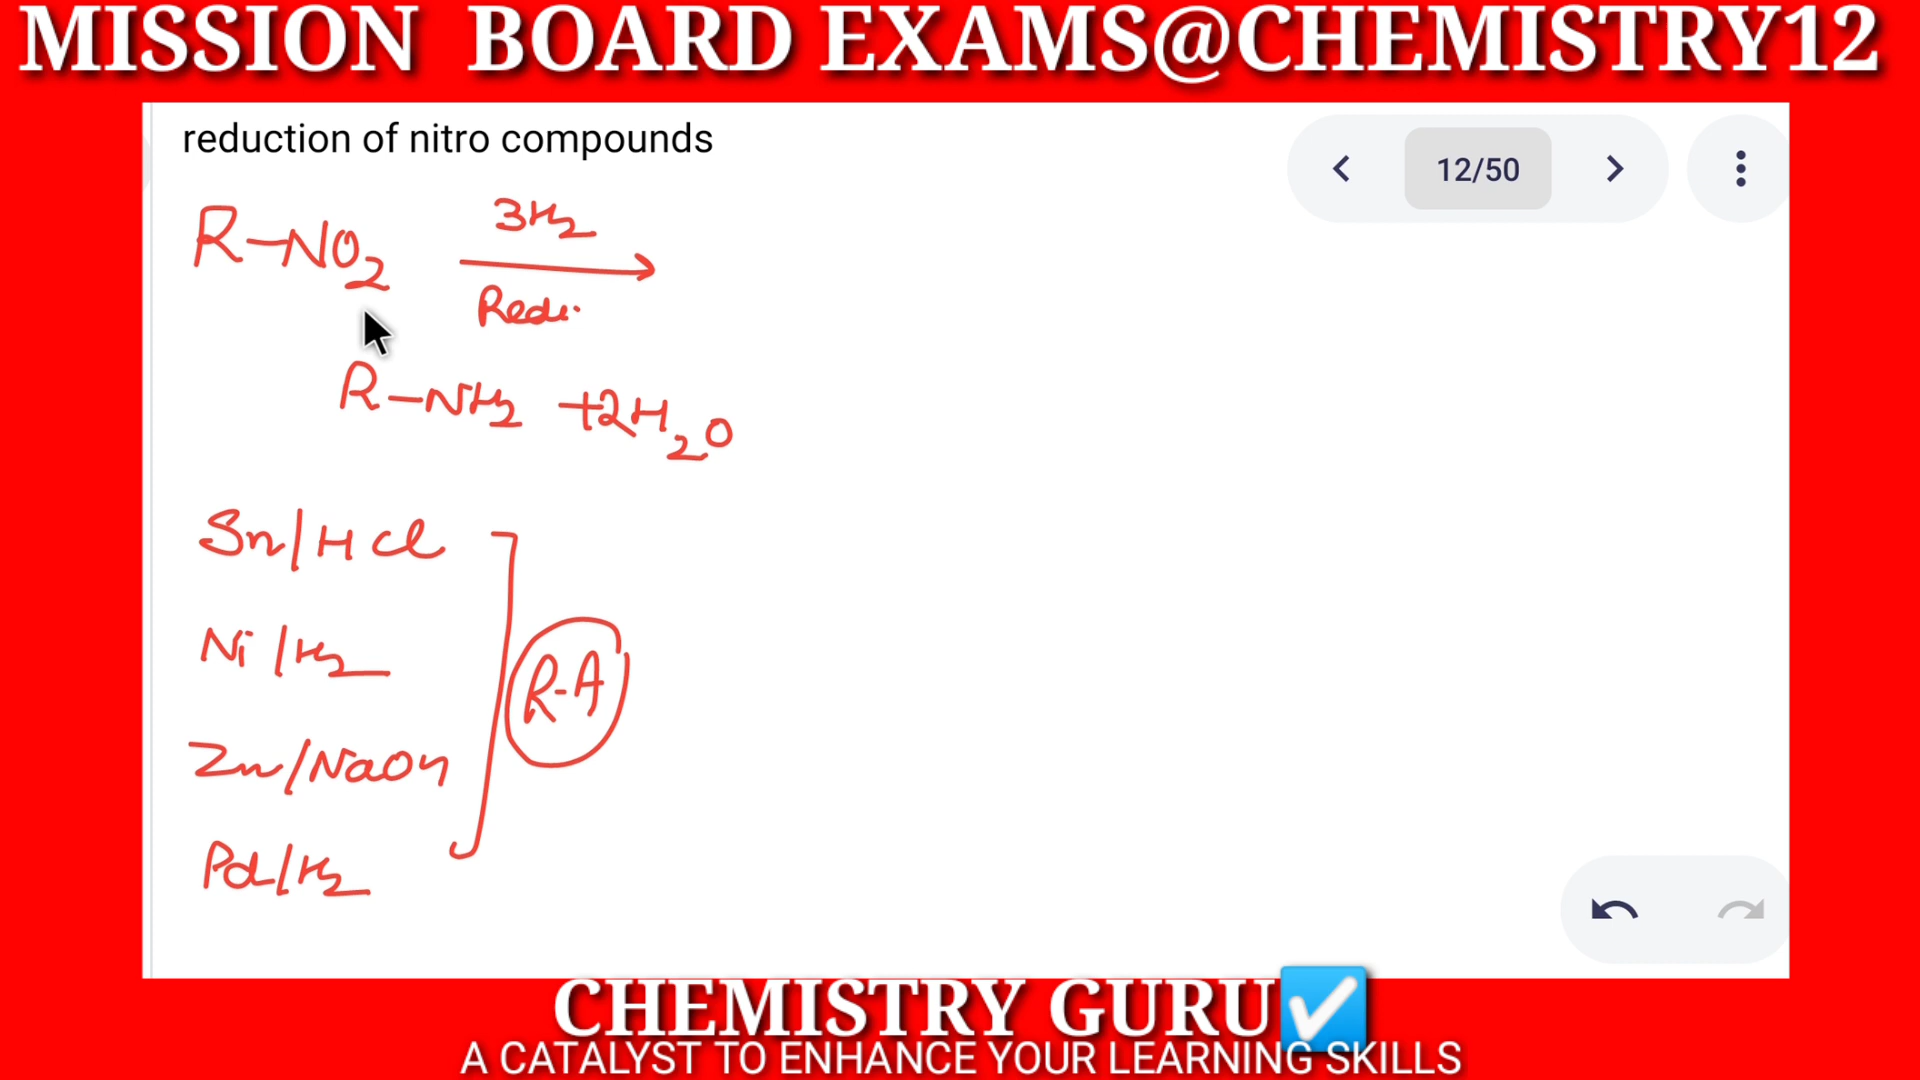 MISSION BOARD EXAMS@CHEMISTRY12
reduction of nitro compounds
12/50
R-NO2 3H2
Redu.
R-NH2 +2H2O
Sn/HCl
Ni/H2
R-A
Zn/NaOH
Pd/H2
CHEMISTRY GURU
A CATALYST TO ENHANCE YOUR LEARNING SKILLS